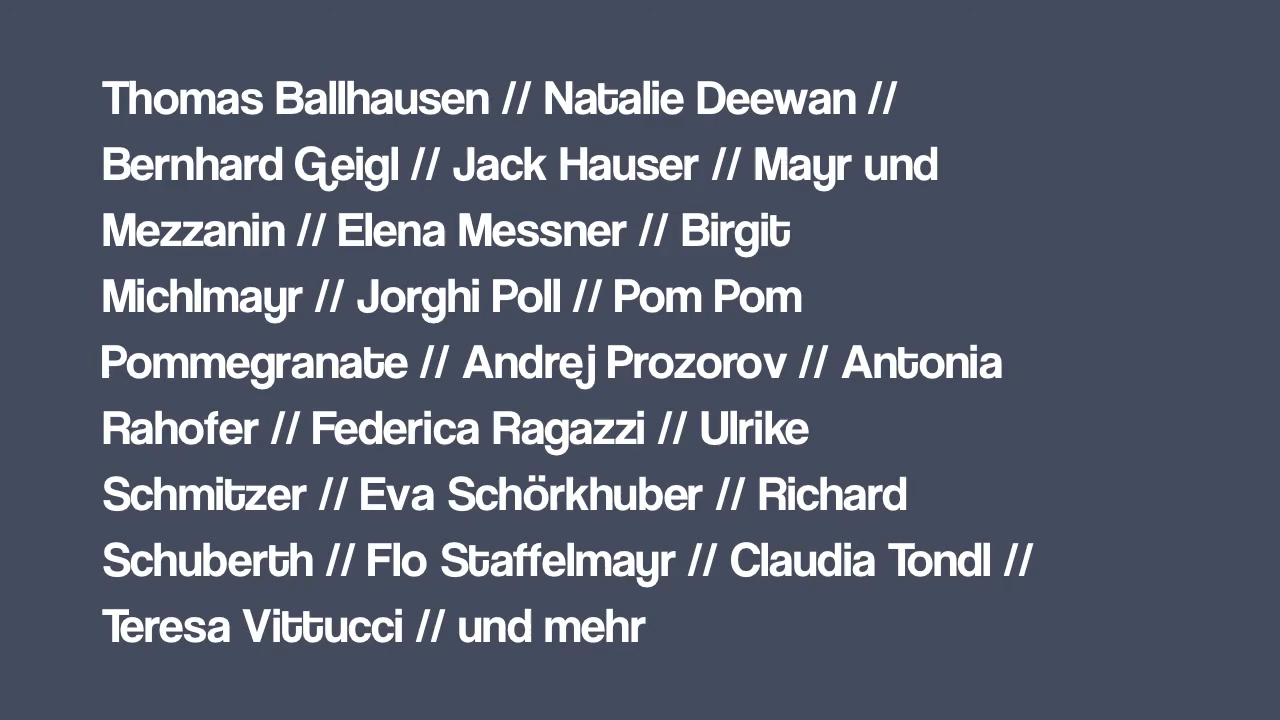 Thomas Ballhausen // Natalie Deewan //
Bernhard Geigl // Jack Hauser // Mayr und
Mezzanin // Elena Messner // Birgit
Michlmayr // Jorghi Poll // Pom Pom
Pommegranate // Andrej Prozorov // Antonia
Rahofer // Federica Ragazzi // Ulrike
Schmitzer // Eva Schörkhuber // Richard
Schuberth // Flo Staffelmayr // Claudia Tondl //
Teresa Vittucci // und mehr